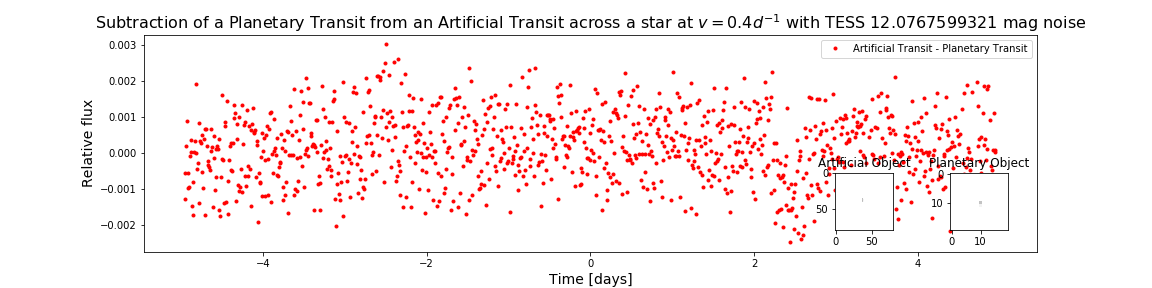 Subtraction of a Planetary Transit from an Artificial Transit across a star at v = 0.4d⁻¹ with TESS 12.0767599321 mag noise
Artificial Transit - Planetary Transit
Relative flux
0.003
0.002
0.001
0.000
−0.001
−0.002
Artificial Object
0
50
0 50
Planetary Object
0
10
0 10
−4 −2 0 2 4
Time [days]